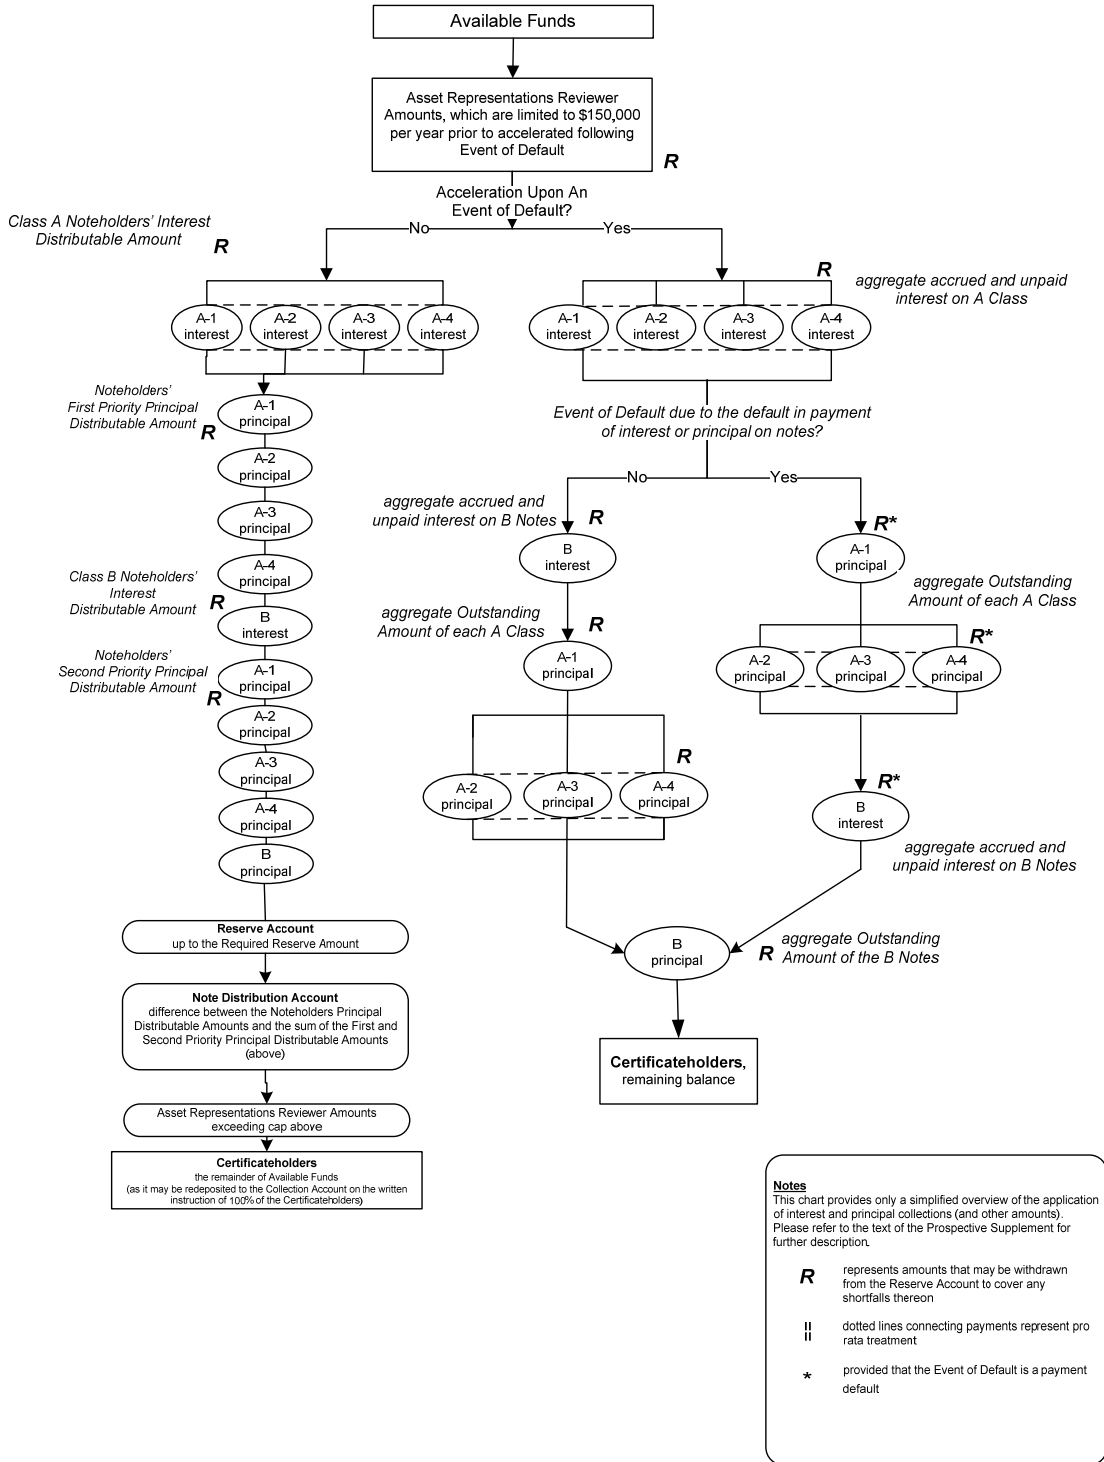 Available Funds
Asset Representations Reviewer
Amounts, which are limited to $150,000
per year prior to accelerated following
Event of Default
R
Acceleration Upon An
Event of Default?
No
Yes
Class A Noteholders' Interest
Distributable Amount
R
A-1
interest
A-2
interest
A-3
interest
A-4
interest
Noteholders'
First Priority Principal
Distributable Amount
R
A-1
principal
A-2
principal
A-3
principal
A-4
principal
Class B Noteholders'
Interest
Distributable Amount
R
B
interest
Noteholders'
Second Priority Principal
Distributable Amount
R
A-1
principal
A-2
principal
A-3
principal
A-4
principal
B
principal
Reserve Account
up to the Required Reserve Amount
Note Distribution Account
difference between the Noteholders Principal
Distributable Amounts and the sum of the First and
Second Priority Principal Distributable Amounts
(above)
Asset Representations Reviewer Amounts
exceeding cap above
Certificateholders
the remainder of Available Funds
(as it may be redeposited to the Collection Account on the written
instruction of 100% of the Certificateholders)
R
aggregate accrued and unpaid
interest on A Class
A-1
interest
A-2
interest
A-3
interest
A-4
interest
Event of Default due to the default in payment
of interest or principal on notes?
No
Yes
aggregate accrued and
unpaid interest on B Notes
R
B
interest
aggregate Outstanding
Amount of each A Class
R
A-1
principal
R
A-2
principal
A-3
principal
A-4
principal
R*
A-1
principal
aggregate Outstanding
Amount of each A Class
R*
A-2
principal
A-3
principal
A-4
principal
R*
B
interest
aggregate accrued and
unpaid interest on B Notes
B
principal
R
aggregate Outstanding
Amount of the B Notes
Certificateholders,
remaining balance
Notes
This chart provides only a simplified overview of the application
of interest and principal collections (and other amounts).
Please refer to the text of the Prospective Supplement for
further description.
R
represents amounts that may be withdrawn
from the Reserve Account to cover any
shortfalls thereon
dotted lines connecting payments represent pro
rata treatment
*
provided that the Event of Default is a payment
default